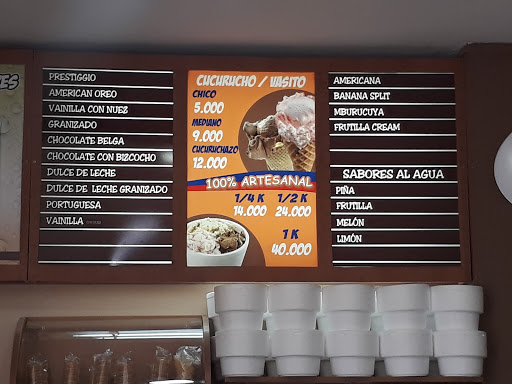 ES
PRESTIGGIO
AMERICAN OREO
VAINILLA CON NUEZ
GRANIZADO
CHOCOLATE BELGA
CHOCOLATE CON BIZCOCHO
DULCE DE LECHE
DULCE DE LECHE GRANIZADO
PORTUGUESA
VAINILLA
CUCURUCHO / VASITO
CHICO
5.000
MEDIANO
9.000
CUCURUCHAZO
12.000
100% ARTESANAL
1/4 K 1/2 K
14.000 24.000
1 K
40.000
AMERICANA
BANANA SPLIT
MBURUCUYA
FRUTILLA CREAM
SABORES AL AGUA
PIÑA
FRUTILLA
MELÓN
LIMÓN